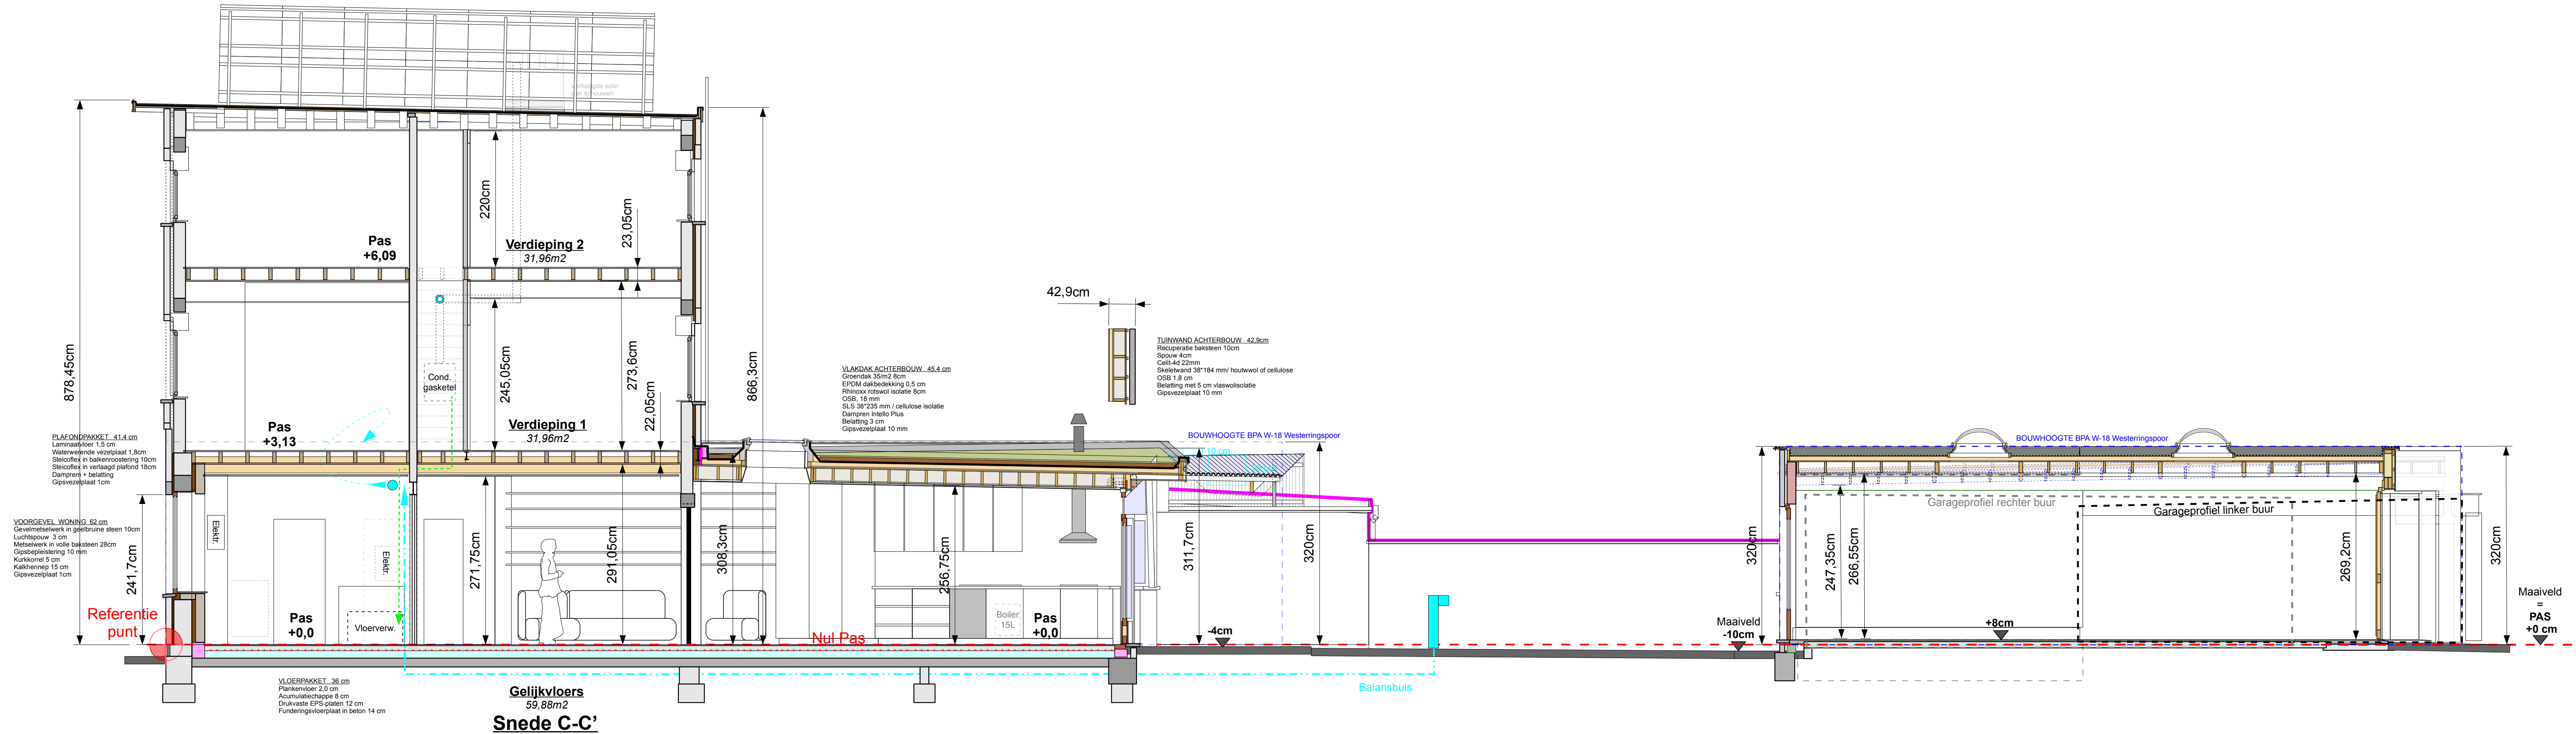 Verhoogde solin
van schouwen
878,45cm
220cm
23,05cm
Pas
+6,09
Verdieping 2
31,96m2
866,3cm
245,05cm
273,6cm
Cond.
gasketel
22,05cm
Pas
+3,13
Verdieping 1
31,96m2
PLAFONDPAKKET 41,4 cm
Laminaatvloer 1,5 cm
Waterwerende vezelplaat 1,8cm
Steicoflex in balkenroostering 10cm
Steicoflex in verlaagd plafond 18cm
Damprem + belatting
Gipsvezelplaat 1cm
VOORGEVEL WONING 62 cm
Gevelmetselwerk in geelbruine steen 10cm
Luchtspouw 3 cm
Metselwerk in volle baksteen 28cm
Gipsbepleistering 10 mm
Kurkkorrel 5 cm
Kalkhennep 15 cm
Gipsvezelplaat 1cm
241,7cm
Elektr.
Elektr.
Referentie
punt
Pas
+0,0
Vloerverw.
271,75cm
291,05cm
308,3cm
VLAKDAK ACHTERBOUW 45.4 cm
Groendak 35/m2 8cm
EPDM dakbedekking 0,5 cm
Rhinoxx rotswol isolatie 8cm
OSB, 18 mm
SLS 38*235 mm / cellulose isolatie
Dampren Intello Plus
Belatting 3 cm
Gipsvezelplaat 10 mm
42,9cm
TUINWAND ACHTERBOUW 42,9cm
Recuperatie baksteen 10cm
Spouw 4cm
Celit-4d 22mm
Skeletwand 38*184 mm/ houtwvol of cellulose
OSB 1,8 cm
Belatting met 5 cm vlaswolisolatie
Gipsvezelplaat 10 mm
BOUWHOOGTE BPA W-18 Westerringspoor
10 cm
256,75cm
Boiler
15L
Pas
+0,0
Nul Pas
311,7cm
320cm
-4cm
Balansbuis
Maaiveld
-10cm
320cm
BOUWHOOGTE BPA W-18 Westerringspoor
247,35cm
266,55cm
Garageprofiel rechter buur
Garageprofiel linker buur
+8cm
269,2cm
320cm
Maaiveld
=
PAS
+0 cm
VLOERPAKKET 36 cm
Plankenvloer 2,0 cm
Acumulatiechappe 8 cm
Drukvaste EPS-platen 12 cm
Funderingsvloerplaat in beton 14 cm
Gelijkvloers
59,88m2
Snede C-C’